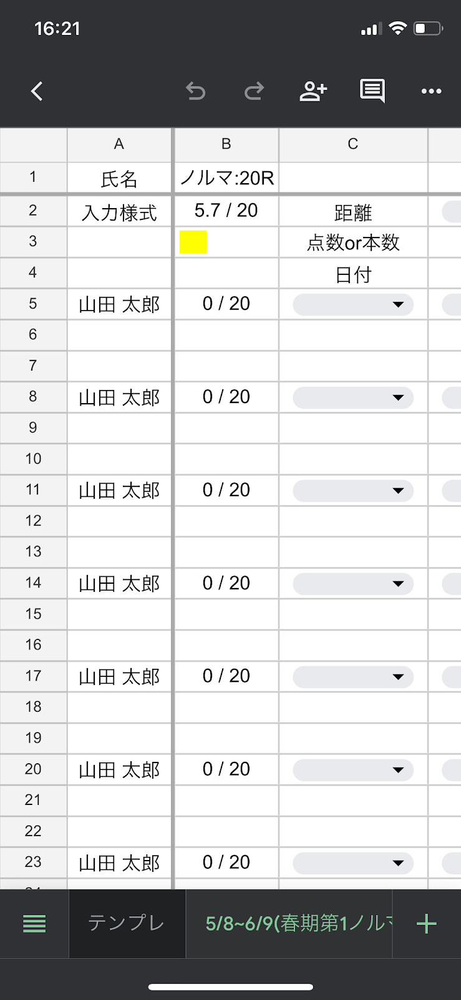 16:21
A B C
1 氏名 ノルマ:20R
2 入力様式 5.7 / 20 距離
3 点数or本数
4 日付
5 山田 太郎 0 / 20
6
7
8 山田 太郎 0 / 20
9
10
11 山田 太郎 0 / 20
12
13
14 山田 太郎 0 / 20
15
16
17 山田 太郎 0 / 20
18
19
20 山田 太郎 0 / 20
21
22
23 山田 太郎 0 / 20
テンプレ 5/8~6/9(春期第1ノル